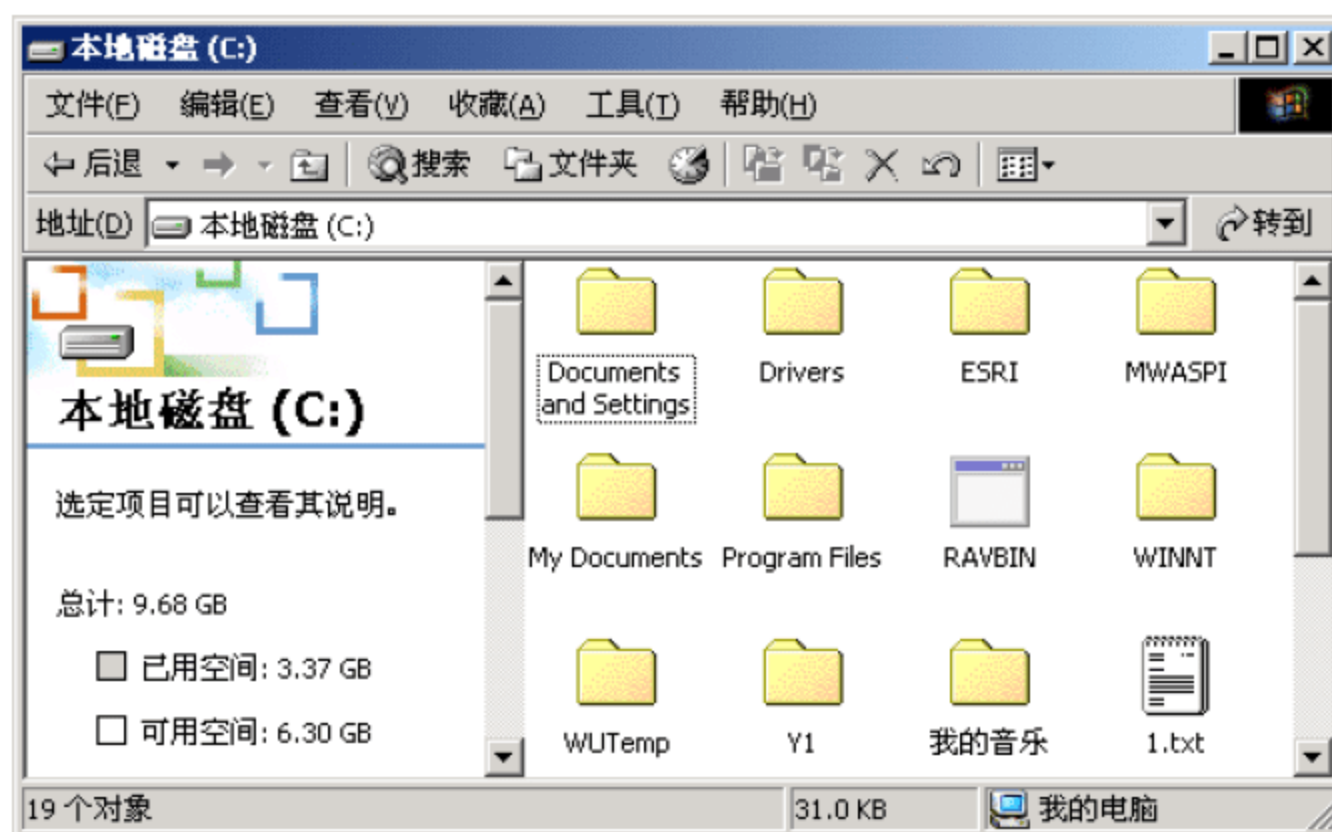 本地磁盘 (C:)
文件(F) 编辑(E) 查看(V) 收藏(A) 工具(T) 帮助(H)
后退 搜索 文件夹
地址(D) 本地磁盘 (C:) 转到
本地磁盘 (C:)
选定项目可以查看其说明。
总计: 9.68 GB
已用空间: 3.37 GB
可用空间: 6.30 GB
Documents
and Settings
Drivers
ESRI
MWASPI
My Documents
Program Files
RAVBIN
WINNT
WUTemp
Y1
我的音乐
1.txt
19 个对象 31.0 KB 我的电脑